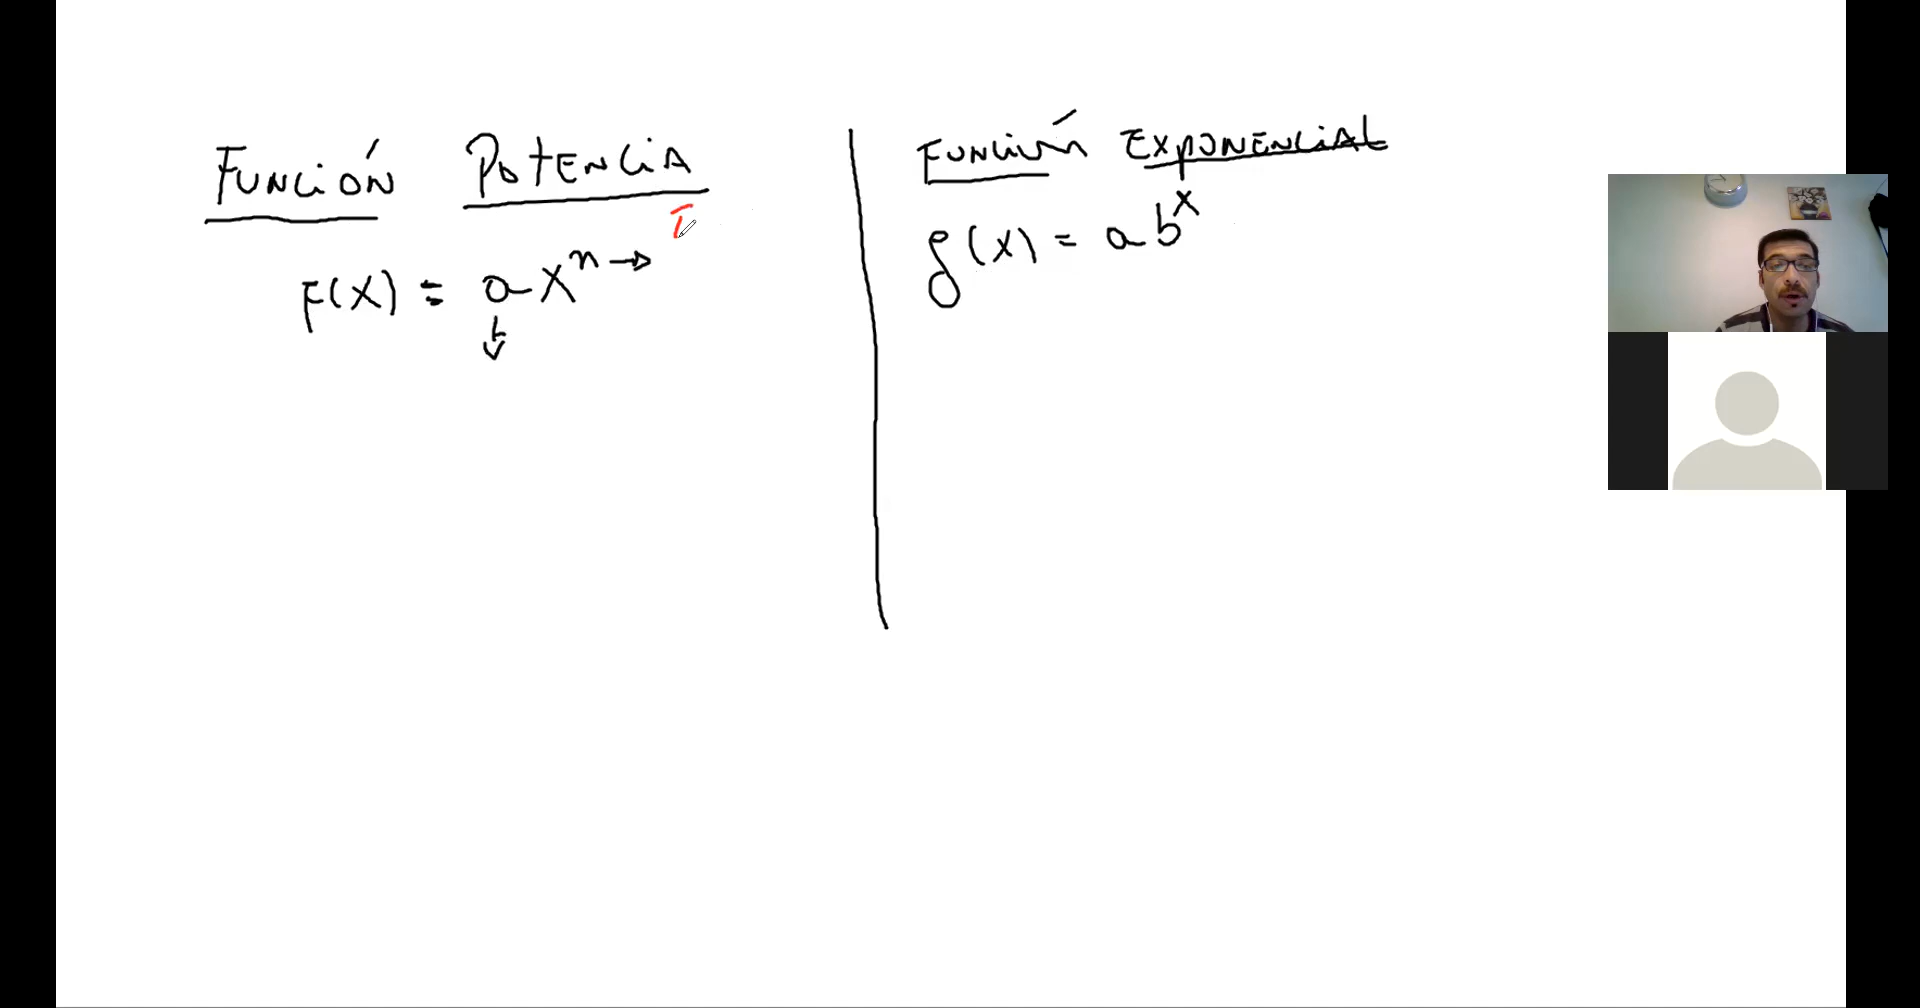 FUNCIÓN POTENCIA
F(X) = a X^n →
FUNCIÓN EXPONENCIAL
g(x) = a b^x